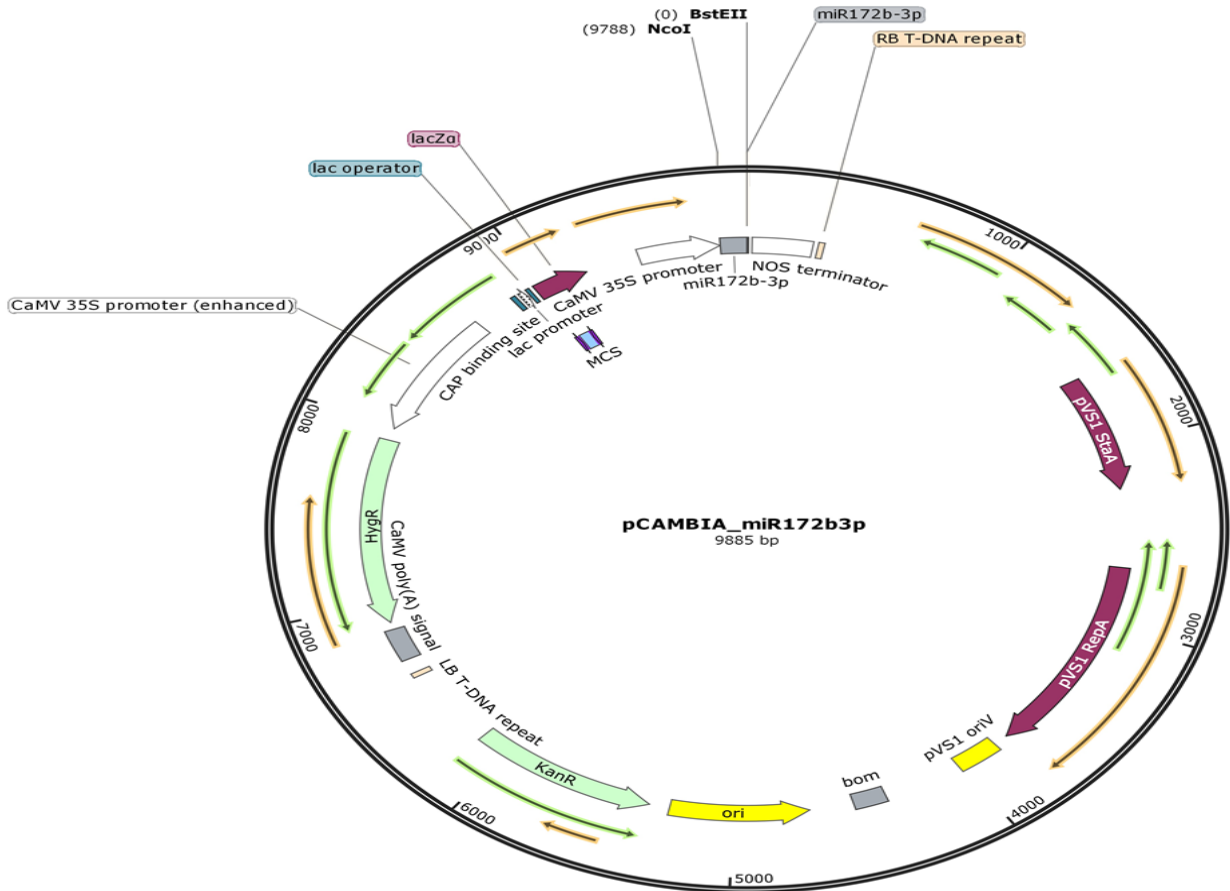 (0) BstEII
(9788) NcoI
miR172b-3p
RB T-DNA repeat
lacZα
lac operator
CaMV 35S promoter (enhanced)
9000
1000
CaMV 35S promoter
miR172b-3p
NOS terminator
CAP binding site
lac promoter
MCS
8000
2000
pVS1 StaA
HygR
CaMV poly(A) signal
pCAMBIA_miR172b3p
9885 bp
7000
3000
LB T-DNA repeat
pVS1 RepA
pVS1 oriV
KanR
bom
ori
6000
4000
5000